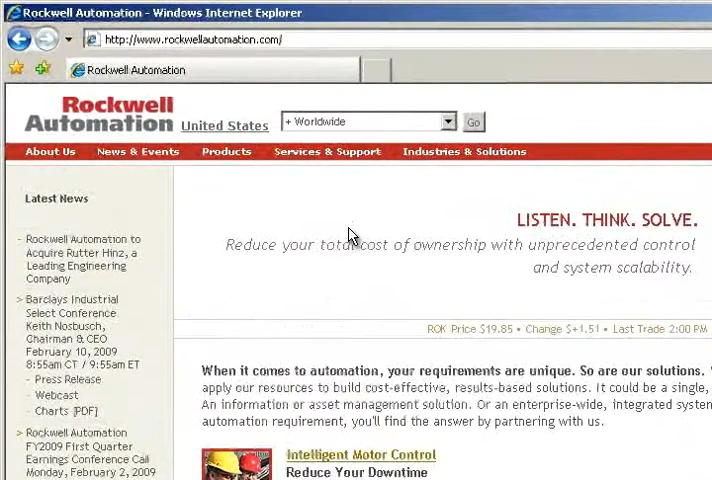 Rockwell Automation - Windows Internet Explorer
http://www.rockwellautomation.com/
Rockwell Automation
Rockwell
Automation
United States
+ Worldwide
Go
About Us
News & Events
Products
Services & Support
Industries & Solutions
Latest News
- Rockwell Automation to
Acquire Rutter Hinz, a
Leading Engineering
Company
> Barclays Industrial
Select Conference
Keith Nosbusch,
Chairman & CEO
February 10, 2009
8:55am CT / 9:55am ET
- Press Release
- Webcast
- Charts [PDF]
> Rockwell Automation
FY2009 First Quarter
Earnings Conference Call
Monday, February 2, 2009
LISTEN. THINK. SOLVE.
Reduce your total cost of ownership with unprecedented control
and system scalability.
ROK Price $19.85 • Change $+1.51 • Last Trade 2:00 PM
When it comes to automation, your requirements are unique. So are our solutions.
apply our resources to build cost-effective, results-based solutions. It could be a single,
An information or asset management solution. Or an enterprise-wide, integrated system
automation requirement, you'll find the answer by partnering with us.
Intelligent Motor Control
Reduce Your Downtime